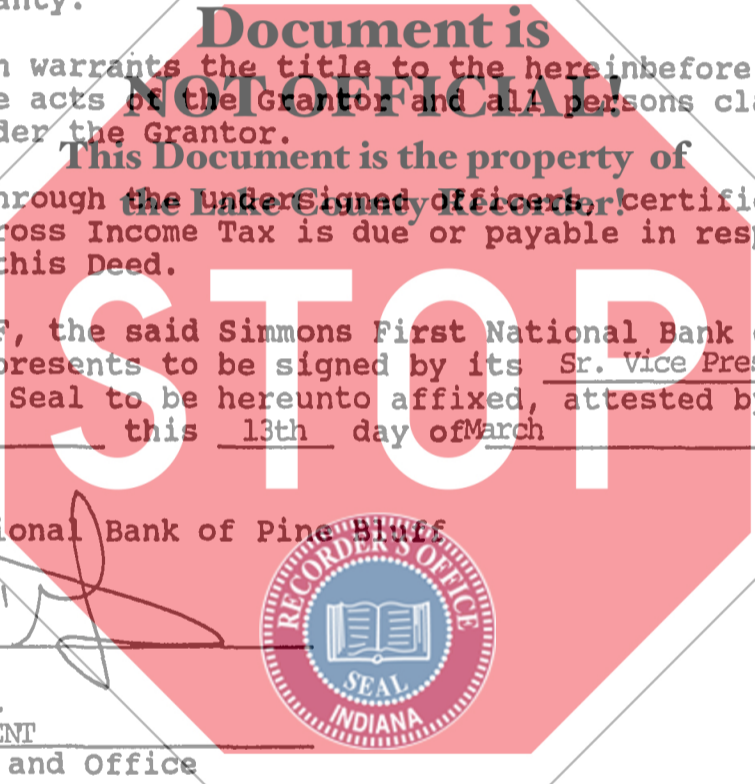 anty.
Document is
n warrants the title to the hereinbefore
NOT OFFICIAL!
e acts of the Grantor and all persons cl
der the Grantor.
This Document is the property of
the Lake County Recorder!
hrough the undersigned officers, certifi
ross Income Tax is due or payable in res
this Deed.
STOP
F, the said Simmons First National Bank
presents to be signed by its Sr. Vice Pres
Seal to be hereunto affixed, attested b
this 13th day of March
ional Bank of Pine Bluff
RECORDER'S OFFICE
SEAL
INDIANA
ENT
and Office